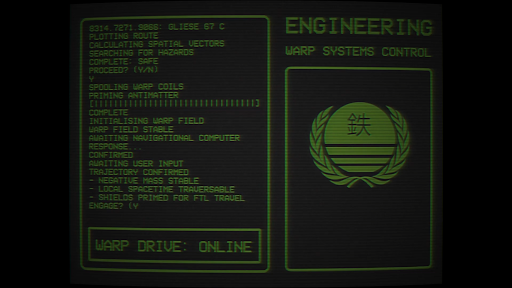 0314.7271.8066: GLIESE 67 C
PLOTTING ROUTE
CALCULATING SPATIAL VECTORS
SEARCHING FOR HAZARDS
COMPLETE: SAFE
PROCEED? (Y/N)
Y
SPOOLING WARP COILS
PRIMING ANTIMATTER
[||||||||||||||||||||||||||||||||]
COMPLETE
INITIALISING WARP FIELD
WARP FIELD STABLE
AWAITING NAVIGATIONAL COMPUTER
RESPONSE...
CONFIRMED
AWAITING USER INPUT
TRAJECTORY CONFIRMED
- NEGATIVE MASS STABLE
- LOCAL SPACETIME TRAVERSABLE
- SHIELDS PRIMED FOR FTL TRAVEL
ENGAGE? (Y
WARP DRIVE: ONLINE
ENGINEERING
WARP SYSTEMS CONTROL
鉄